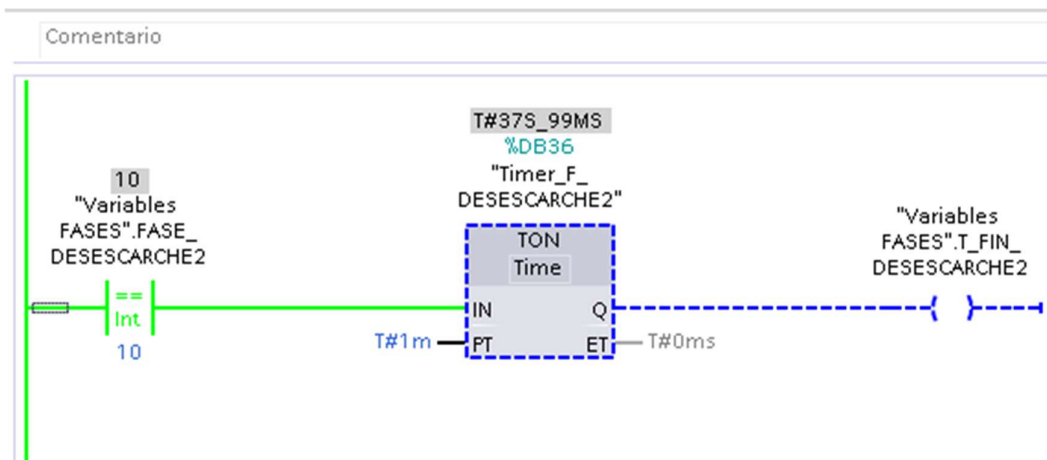 Comentario
T#37S_99MS
%DB36
"Timer_F_
DESESCARCHE2"
10
"Variables
FASES".FASE_
DESESCARCHE2
"Variables
FASES".T_FIN_
DESESCARCHE2
TON
Time
==
Int
10
IN
Q
T#1m
PT
ET
T#0ms